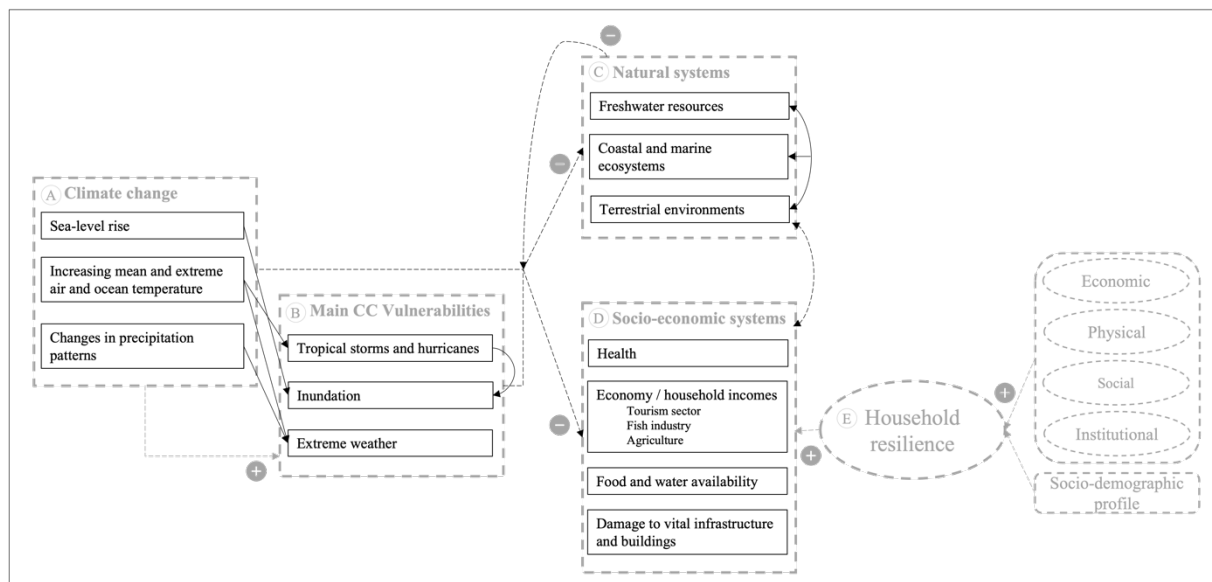 A Climate change
Sea-level rise
Increasing mean and extreme
air and ocean temperature
Changes in precipitation
patterns
+
B Main CC Vulnerabilities
Tropical storms and hurricanes
Inundation
Extreme weather
−
−
−
C Natural systems
Freshwater resources
Coastal and marine
ecosystems
Terrestrial environments
D Socio-economic systems
Health
Economy / household incomes
Tourism sector
Fish industry
Agriculture
Food and water availability
Damage to vital infrastructure
and buildings
+
E Household
resilience
+
Economic
Physical
Social
Institutional
Socio-demographic
profile